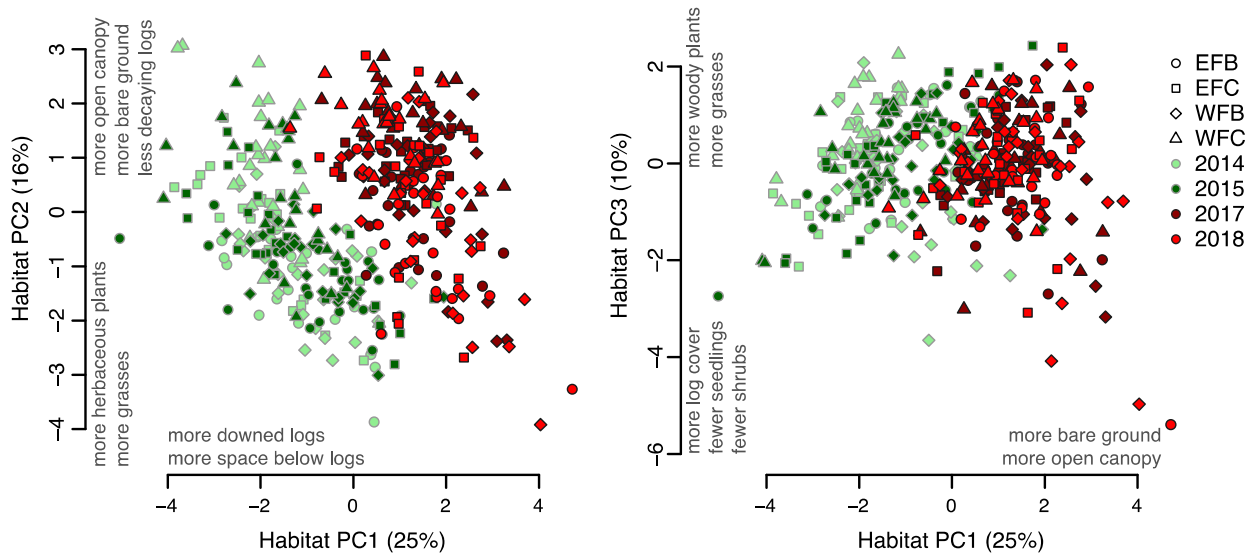 more open canopy
more bare ground
less decaying logs
more herbaceous plants
more grasses
Habitat PC2 (16%)
3
2
1
0
−1
−2
−3
−4
more downed logs
more space below logs
−4
−2
0
2
4
Habitat PC1 (25%)
more woody plants
more grasses
more log cover
fewer seedlings
fewer shrubs
Habitat PC3 (10%)
2
0
−2
−4
−6
more bare ground
more open canopy
−4
−2
0
2
4
Habitat PC1 (25%)
EFB
EFC
WFB
WFC
2014
2015
2017
2018